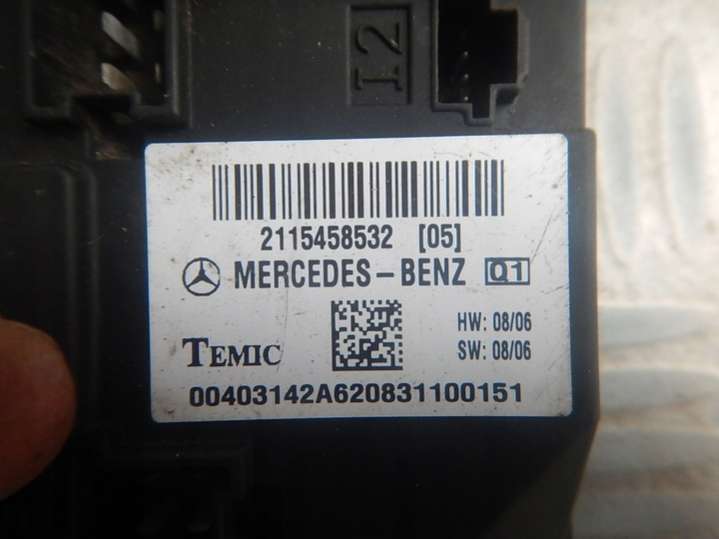 I2
2115458532 [05]
MERCEDES-BENZ Q1
HW: 08/06
TEMIC SW: 08/06
00403142A620831100151